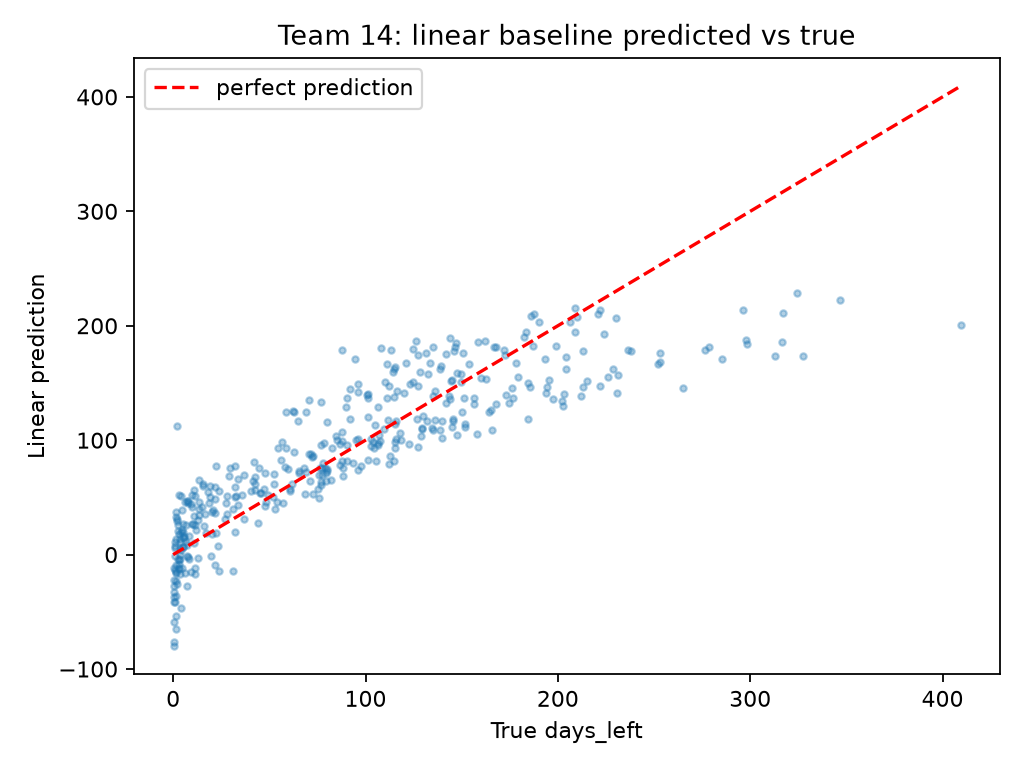 Team 14: linear baseline predicted vs true
perfect prediction
400
300
200
100
0
−100
Linear prediction
0 100 200 300 400
True days_left